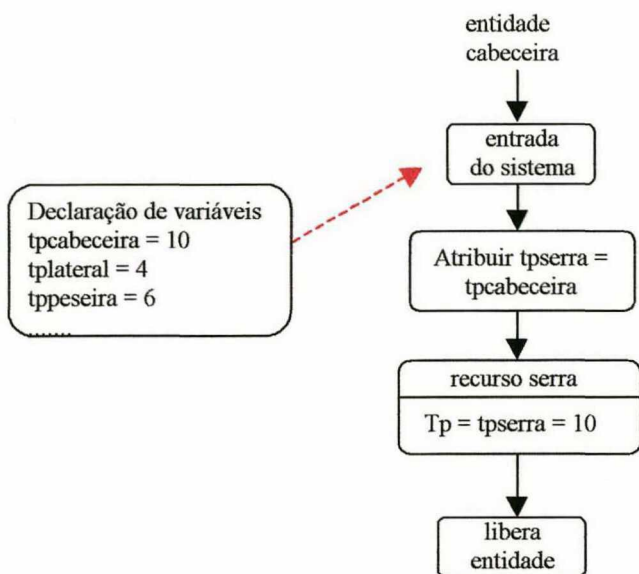 entidade
cabeceira
entrada
do sistema
Declaração de variáveis
tpcabeceira = 10
tplateral = 4
tppeseira = 6
.......
Atribuir tpserra =
tpcabeceira
recurso serra
Tp = tpserra = 10
libera
entidade